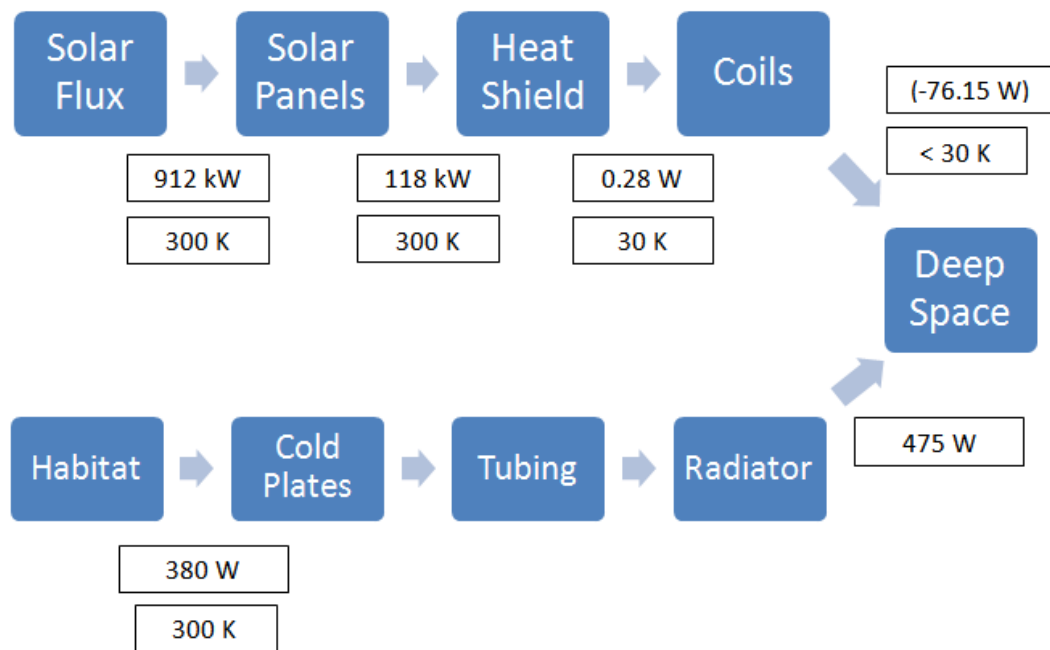 Solar
Flux
Solar
Panels
Heat
Shield
Coils
(-76.15 W)
< 30 K
912 kW
118 kW
0.28 W
300 K
300 K
30 K
Deep
Space
Habitat
Cold
Plates
Tubing
Radiator
475 W
380 W
300 K